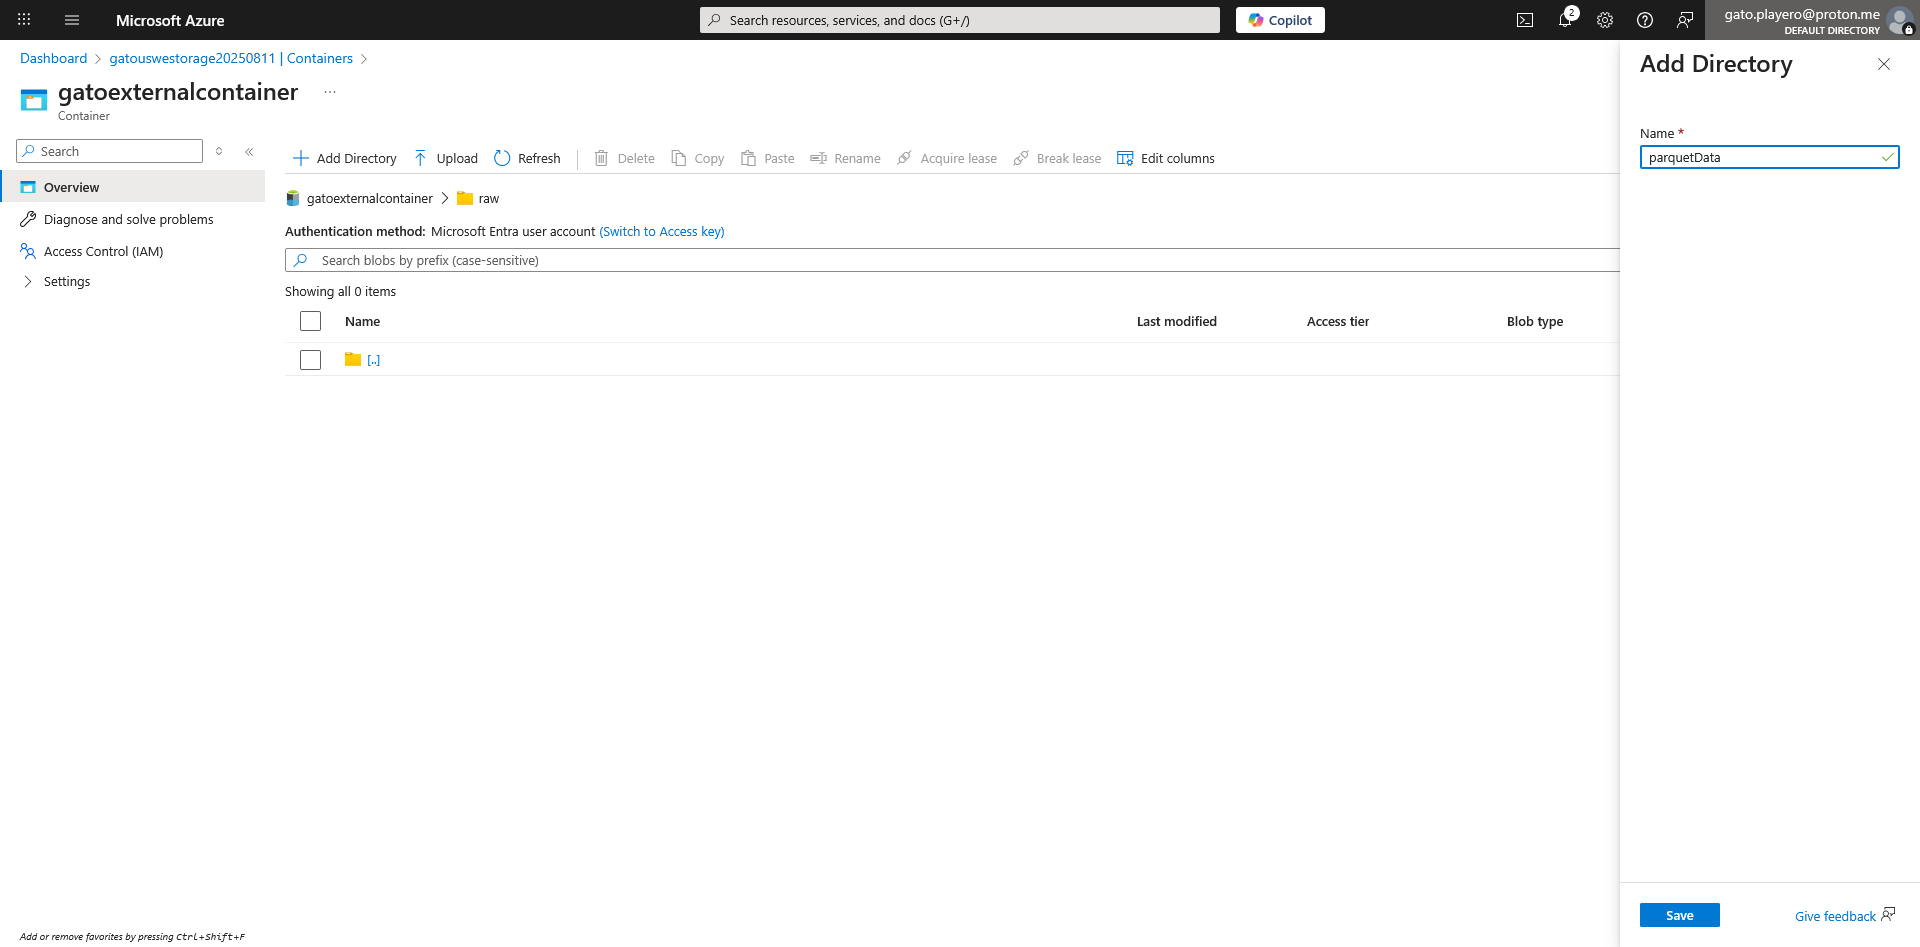 Microsoft Azure
Search resources, services, and docs (G+/)
Copilot
2
gato.playero@proton.me
DEFAULT DIRECTORY
Dashboard
gatouswestorage20250811 | Containers
gatoexternalcontainer
...
Container
Search
Overview
Diagnose and solve problems
Access Control (IAM)
Settings
Add Directory
Upload
Refresh
Delete
Copy
Paste
Rename
Acquire lease
Break lease
Edit columns
gatoexternalcontainer
raw
Authentication method: Microsoft Entra user account (Switch to Access key)
Search blobs by prefix (case-sensitive)
Showing all 0 items
Name
Last modified
Access tier
Blob type
[..]
Add Directory
Name *
parquetData
Save
Give feedback
Add or remove favorites by pressing Ctrl+Shift+F